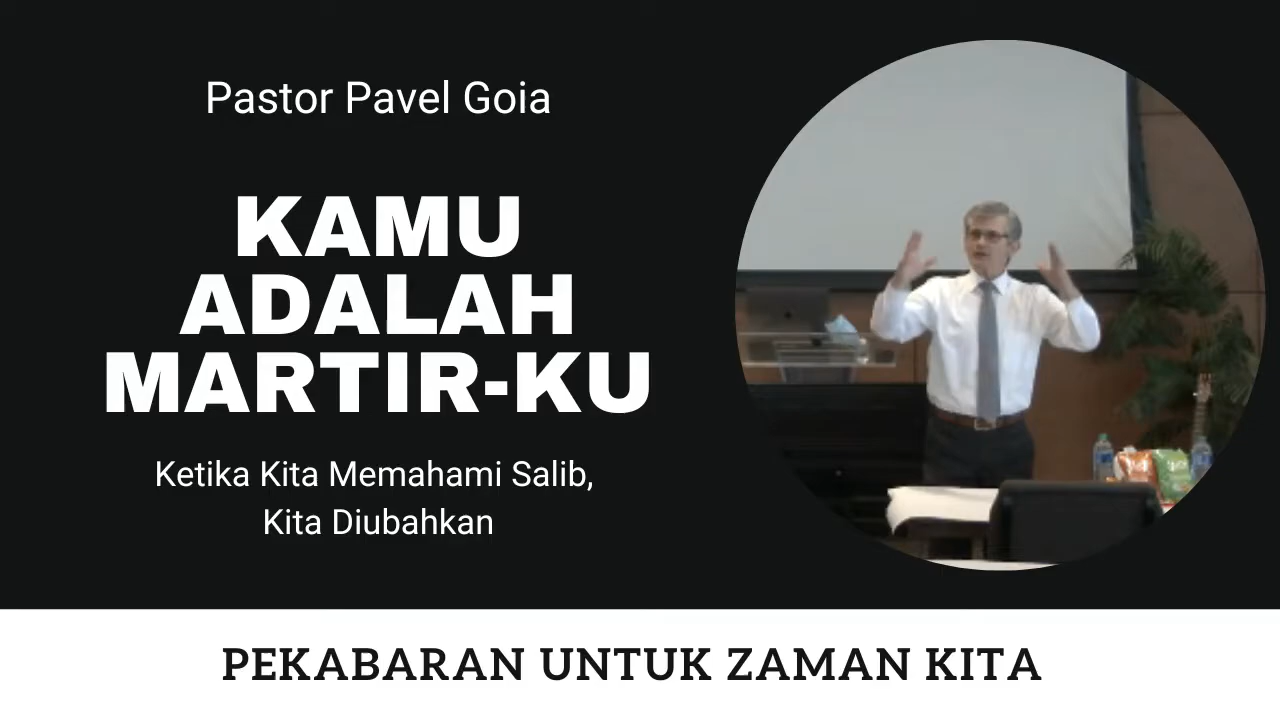 Pastor Pavel Goia
KAMU
ADALAH
MARTIR-KU
Ketika Kita Memahami Salib,
Kita Diubahkan
PEKABARAN UNTUK ZAMAN KITA